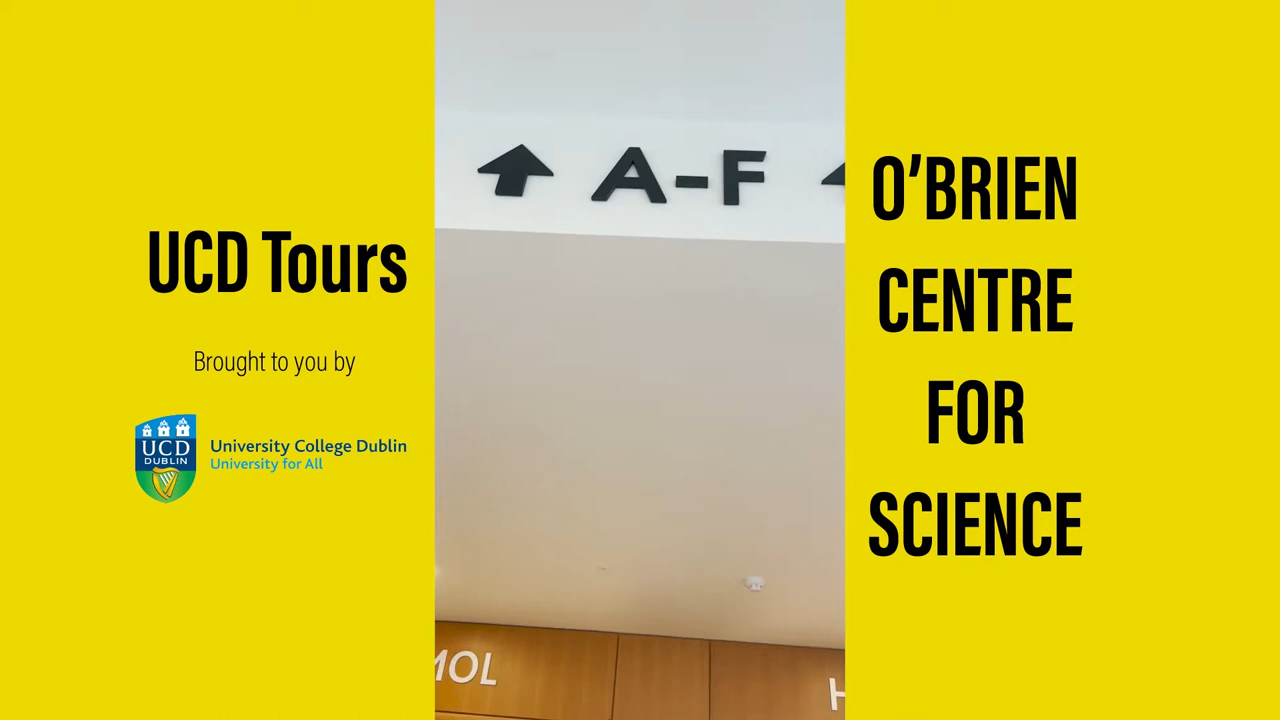 UCD Tours
Brought to you by
UCD
DUBLIN
University College Dublin
University for All
A-F
MOL
H
O'BRIEN
CENTRE
FOR
SCIENCE